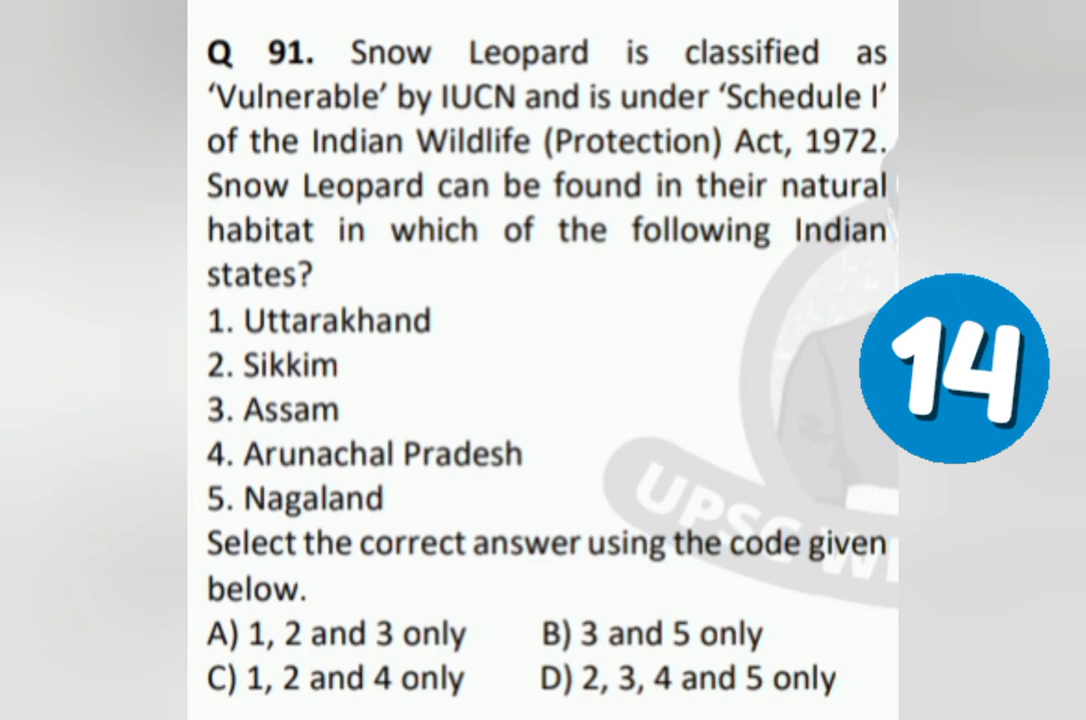 Q 91. Snow Leopard is classified as
‘Vulnerable’ by IUCN and is under ‘Schedule I’
of the Indian Wildlife (Protection) Act, 1972.
Snow Leopard can be found in their natural
habitat in which of the following Indian
states?
1. Uttarakhand
2. Sikkim
3. Assam
4. Arunachal Pradesh
5. Nagaland
Select the correct answer using the code given
below.
A) 1, 2 and 3 only B) 3 and 5 only
C) 1, 2 and 4 only D) 2, 3, 4 and 5 only
14
UPSC